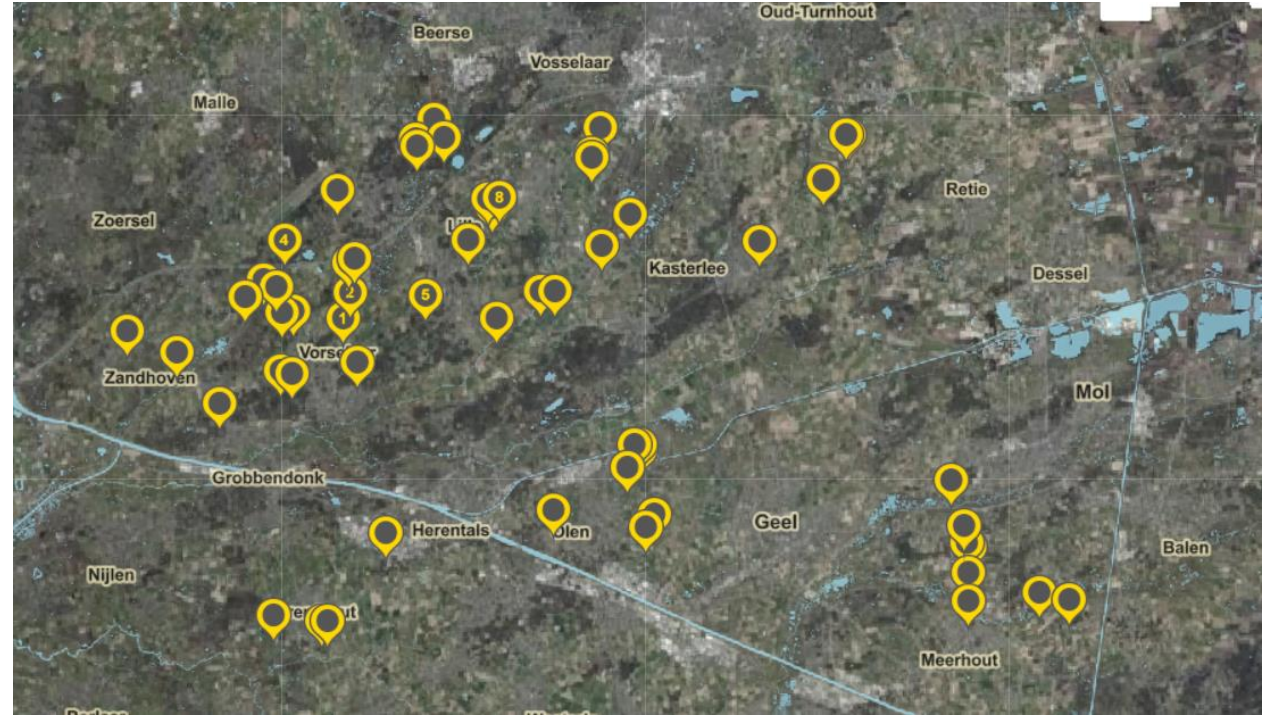 Oud-Turnhout
Beerse
Vosselaar
Malle
Retie
8
Zoersel
4
Kasterlee
Dessel
2
5
1
Zandhoven
Mol
Grobbendonk
Geel
Herentals
Balen
Nijlen
Meerhout